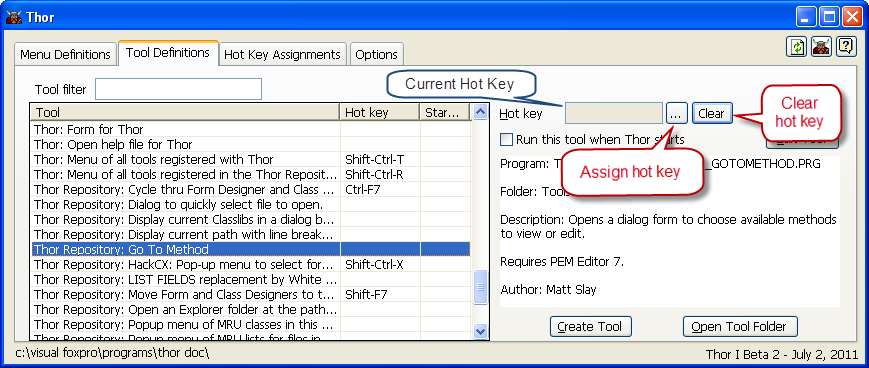 Thor
Menu Definitions
Tool Definitions
Hot Key Assignments
Options
Tool filter
Current Hot Key
Tool
Hot key
Star...
Thor: Form for Thor
Thor: Open help file for Thor
Thor: Menu of all tools registered with Thor Shift-Ctrl-T
Thor: Menu of all tools registered in the Thor Reposit... Shift-Ctrl-R
Thor Repository: Cycle thru Form Designer and Class ... Ctrl-F7
Thor Repository: Dialog to quickly select file to open.
Thor Repository: Display current Classlibs in a dialog b...
Thor Repository: Display current path with line break...
Thor Repository: Go To Method
Thor Repository: HackCX: Pop-up menu to select for... Shift-Ctrl-X
Thor Repository: LIST FIELDS replacement by White ...
Thor Repository: Move Form and Class Designers to t... Shift-F7
Thor Repository: Open an Explorer folder at the path...
Thor Repository: Popup menu of MRU classes in this ...
Thor Repository: Popup menu of MRU lists for files in
Hot key
...
Clear
Clear
hot key
Run this tool when Thor starts
Assign hot key
Program: T
_GOTOMETHOD.PRG
Folder: Tools
Description: Opens a dialog form to choose available methods
to view or edit.
Requires PEM Editor 7.
Author: Matt Slay
Create Tool
Open Tool Folder
c:\visual foxpro\programs\thor doc\
Thor I Beta 2 - July 2, 2011